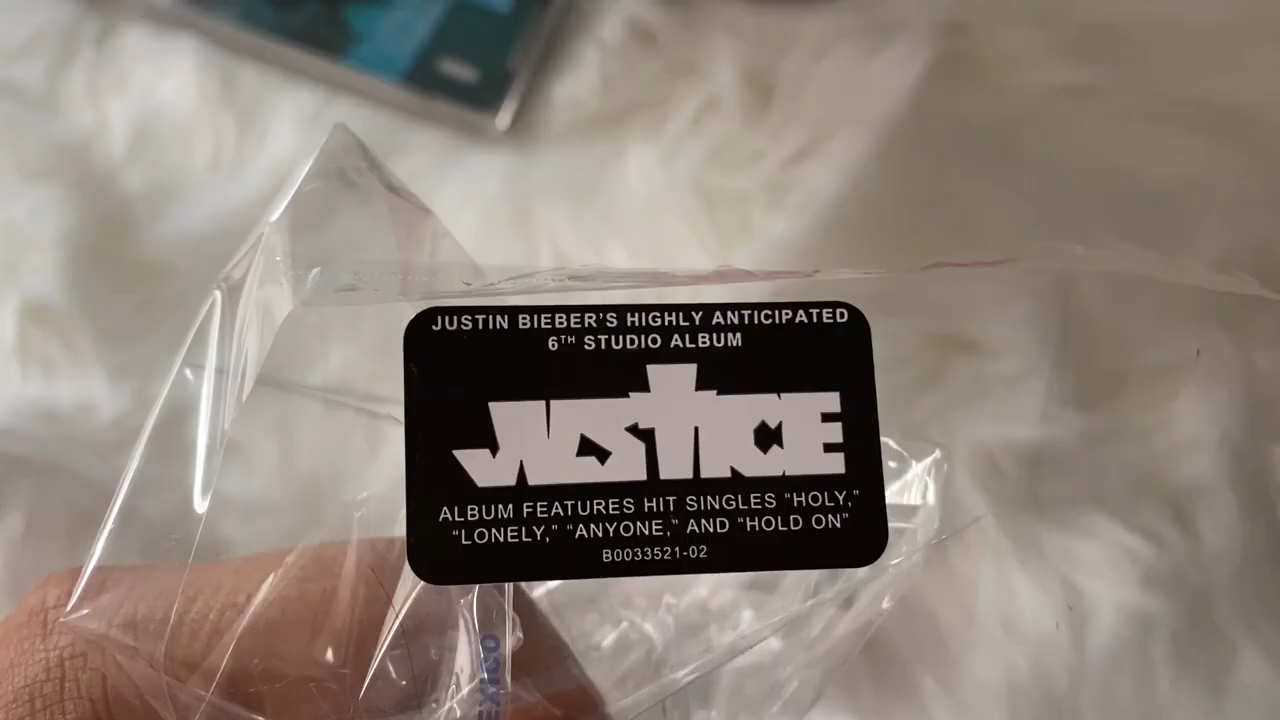 JUSTIN BIEBER'S HIGHLY ANTICIPATED
6TH STUDIO ALBUM
JUSTICE
ALBUM FEATURES HIT SINGLES “HOLY,”
“LONELY,” “ANYONE,” AND “HOLD ON”
B0033521-02
EXICO